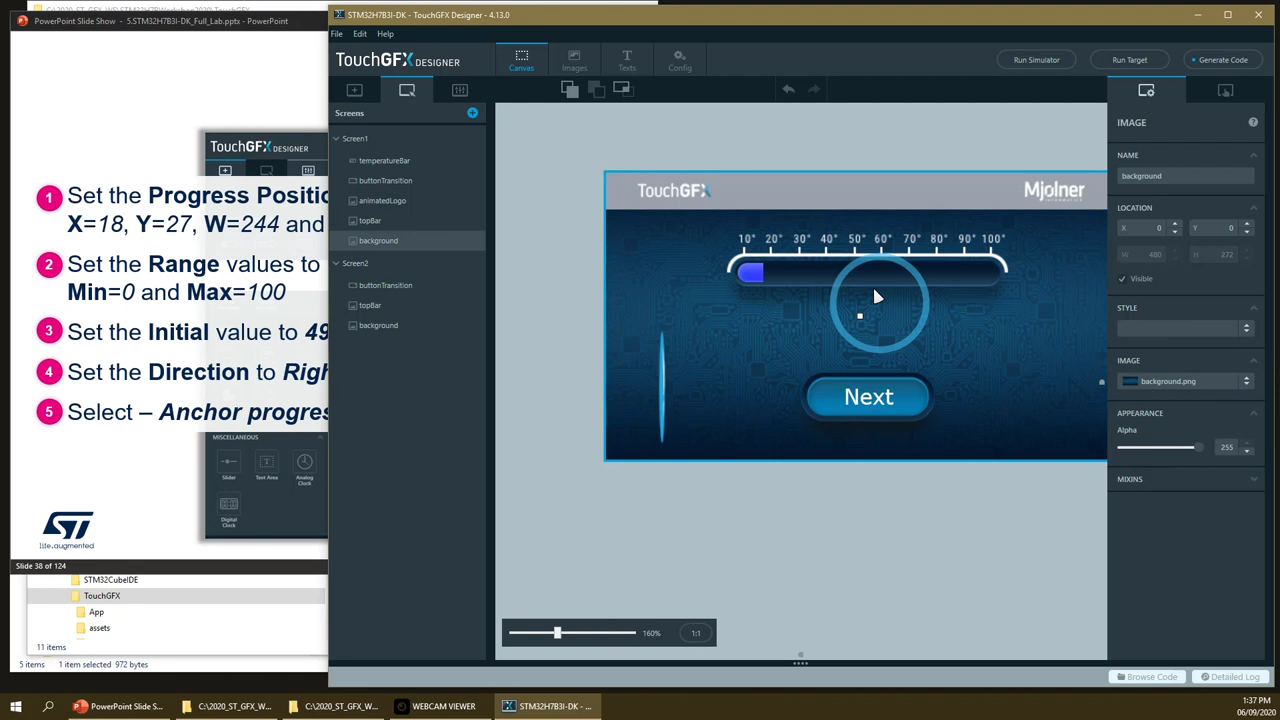 PowerPoint Slide Show - 5.STM32H7B3I-DK_Full_Lab.pptx - PowerPoint
TouchGFX DESIGNER
1 Set the Progress Positio
X=18, Y=27, W=244 and
2 Set the Range values to
Min=0 and Max=100
3 Set the Initial value to 49
4 Set the Direction to Righ
5 Select – Anchor progres
MISCELLANEOUS
Slider
Text Area
Analog
Clock
Digital
Clock
ST
life.augmented
Slide 38 of 124
STM32CubeIDE
TouchGFX
App
assets
11 items
5 items 1 item selected 972 bytes
STM32H7B3I-DK - TouchGFX Designer - 4.13.0
File Edit Help
TouchGFX DESIGNER
Canvas
Images
Texts
Config
Run Simulator
Run Target
Generate Code
Screens
Screen1
temperatureBar
buttonTransition
animatedLogo
topBar
background
Screen2
buttonTransition
topBar
background
TouchGFX
Mjolner
INFORMATICS
10° 20° 30° 40° 50° 60° 70° 80° 90° 100°
Next
160%
1:1
IMAGE
NAME
background
LOCATION
X 0 Y 0
W 480 H 272
Visible
STYLE
IMAGE
background.png
APPEARANCE
Alpha
255
MIXINS
Browse Code
Detailed Log
PowerPoint Slide S...
C:\2020_ST_GFX_W...
C:\2020_ST_GFX_W...
WEBCAM VIEWER
STM32H7B3I-DK - ...
1:37 PM
06/09/2020